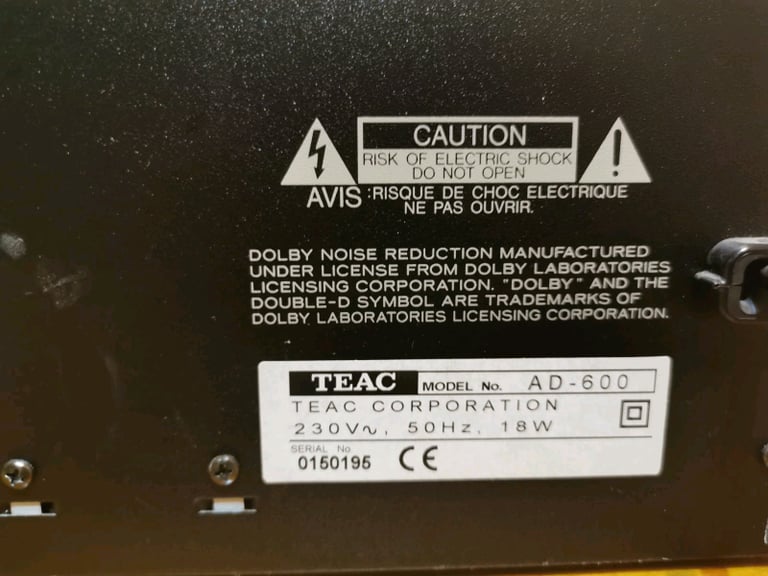 CAUTION
RISK OF ELECTRIC SHOCK
DO NOT OPEN
AVIS :RISQUE DE CHOC ELECTRIQUE
NE PAS OUVRIR.
DOLBY NOISE REDUCTION MANUFACTURED
UNDER LICENSE FROM DOLBY LABORATORIES
LICENSING CORPORATION. "DOLBY" AND THE
DOUBLE-D SYMBOL ARE TRADEMARKS OF
DOLBY LABORATORIES LICENSING CORPORATION.
TEAC MODEL No. AD-600
TEAC CORPORATION
230V∿, 50Hz, 18W
SERIAL No
0150195 CE